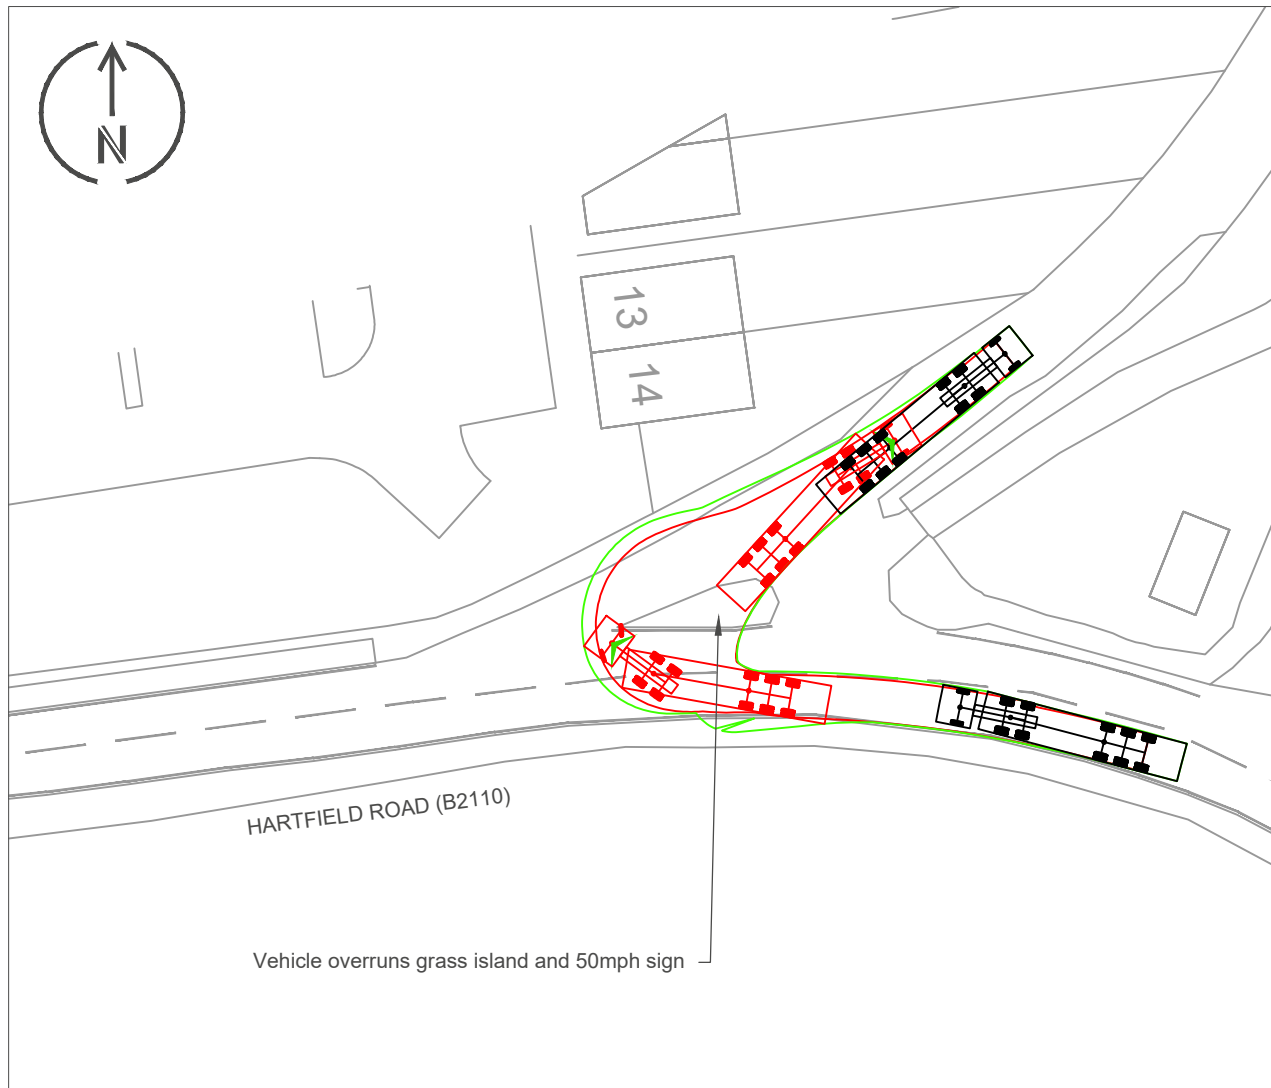 N
13
14
HARTFIELD ROAD (B2110)
Vehicle overruns grass island and 50mph sign